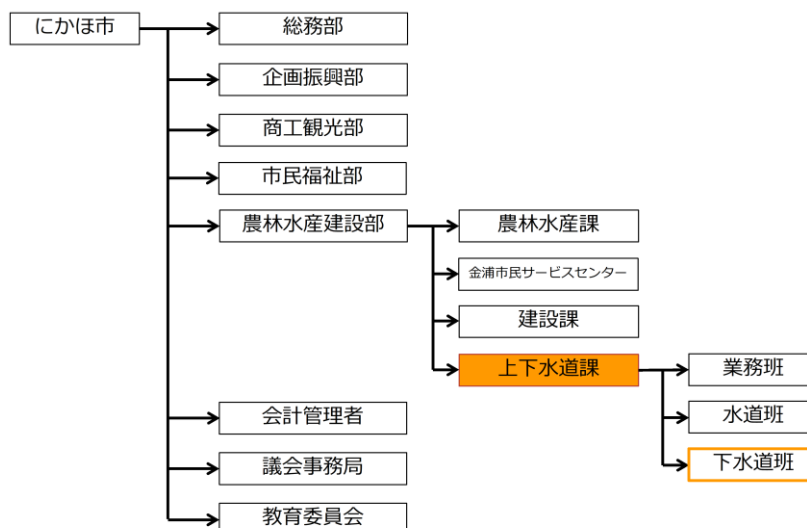 にかほ市
総務部
企画振興部
商工観光部
市民福祉部
農林水産建設部
農林水産課
金浦市民サービスセンター
建設課
上下水道課
業務班
水道班
下水道班
会計管理者
議会事務局
教育委員会